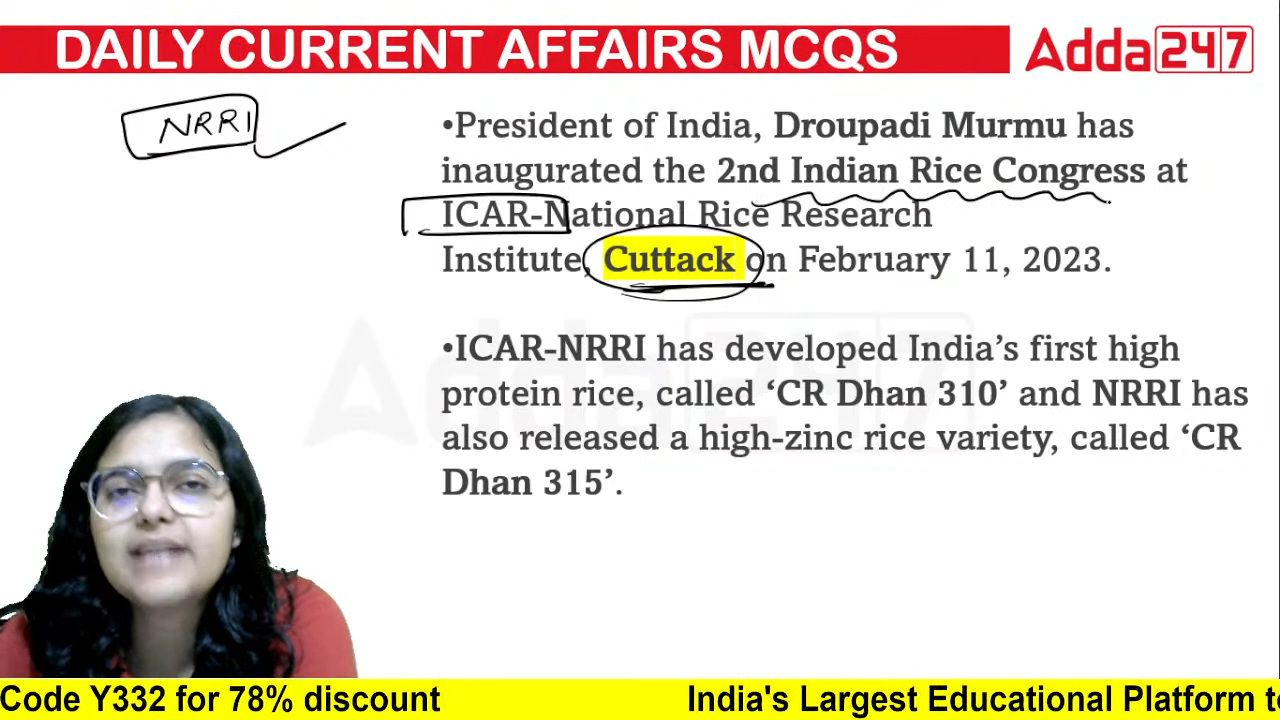 DAILY CURRENT AFFAIRS MCQS
Adda247
NRRI
•President of India, Droupadi Murmu has
inaugurated the 2nd Indian Rice Congress at
ICAR-National Rice Research
Institute, Cuttack on February 11, 2023.
Adda247
•ICAR-NRRI has developed India’s first high
protein rice, called ‘CR Dhan 310’ and NRRI has
also released a high-zinc rice variety, called ‘CR
Dhan 315’.
Code Y332 for 78% discount
India's Largest Educational Platform to